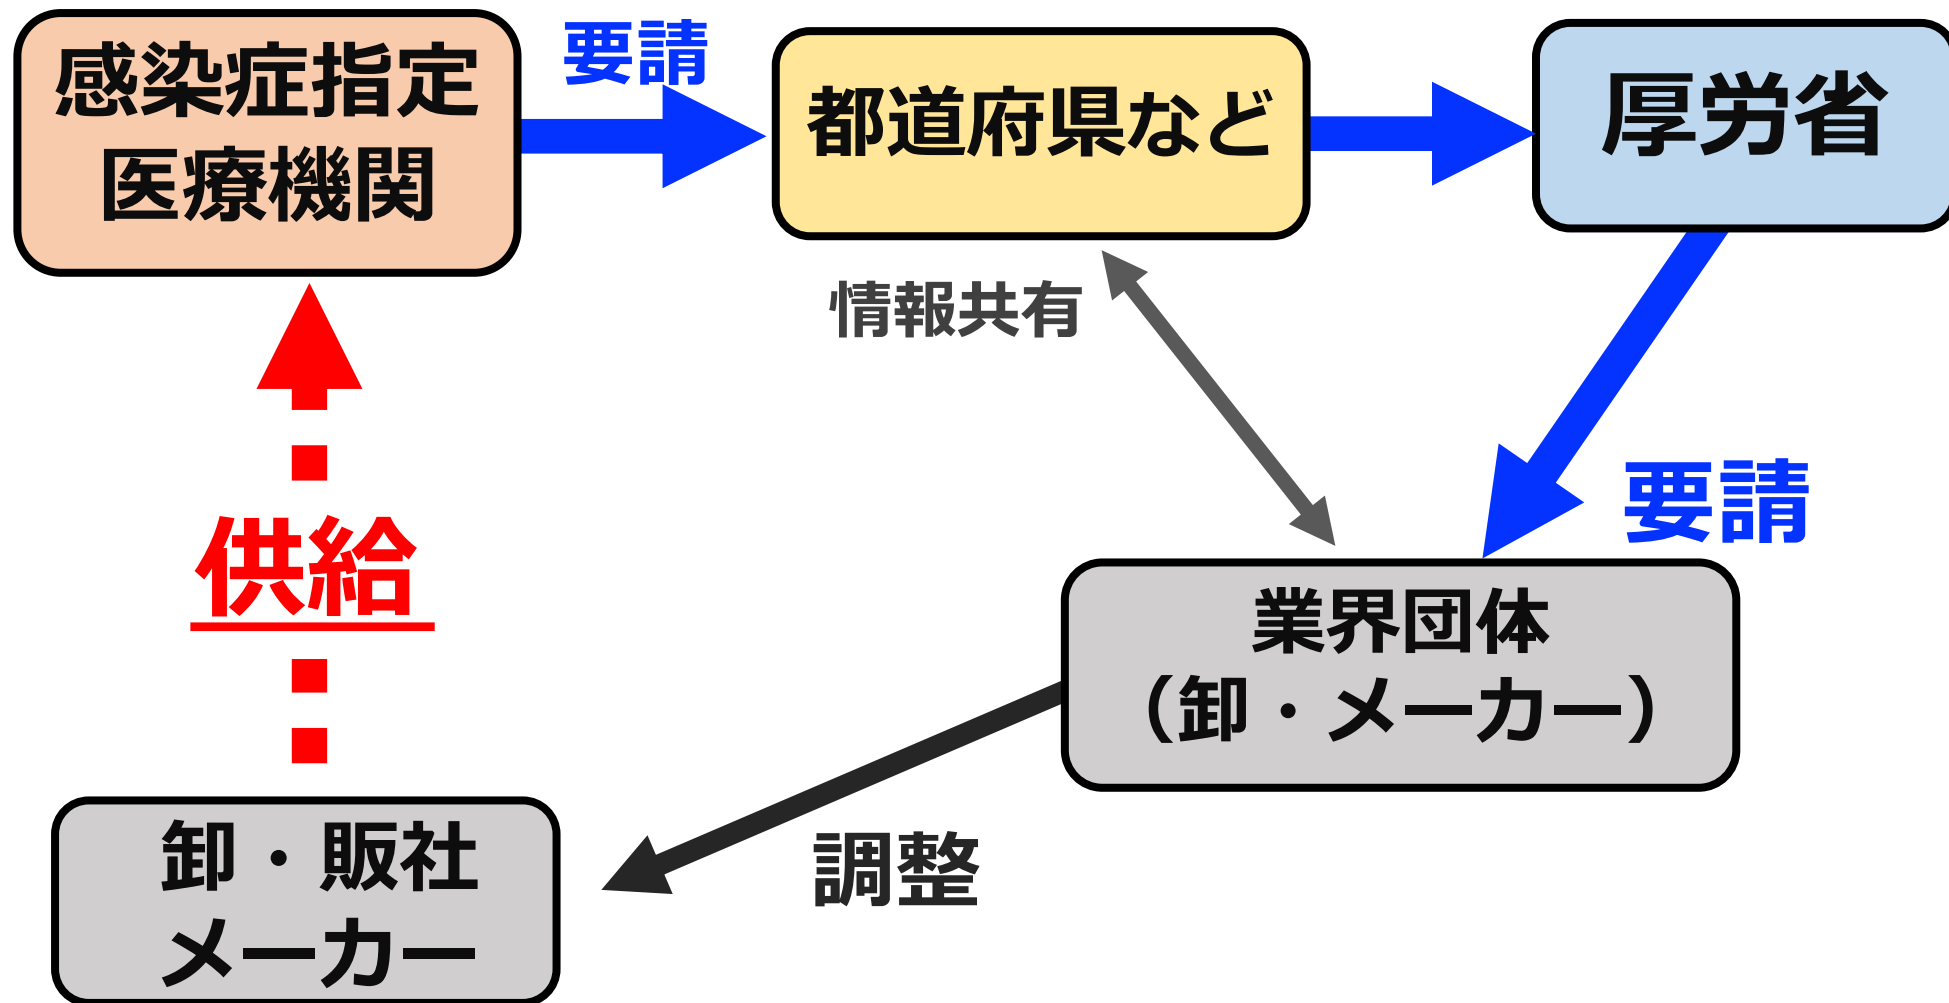 感染症指定
医療機関
要請
都道府県など
厚労省
情報共有
要請
供給
業界団体
（卸・メーカー）
調整
卸・販社
メーカー